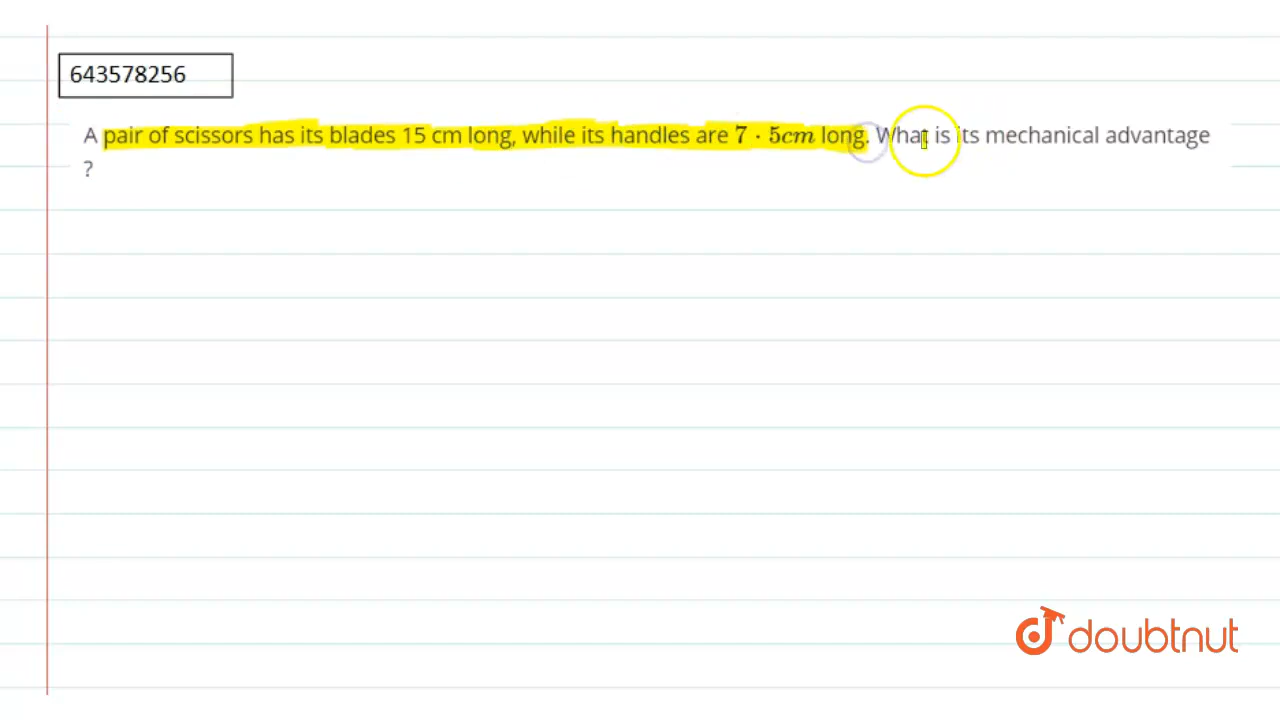 643578256
A pair of scissors has its blades 15 cm long, while its handles are 7 · 5cm long. What is its mechanical advantage
?
doubtnut